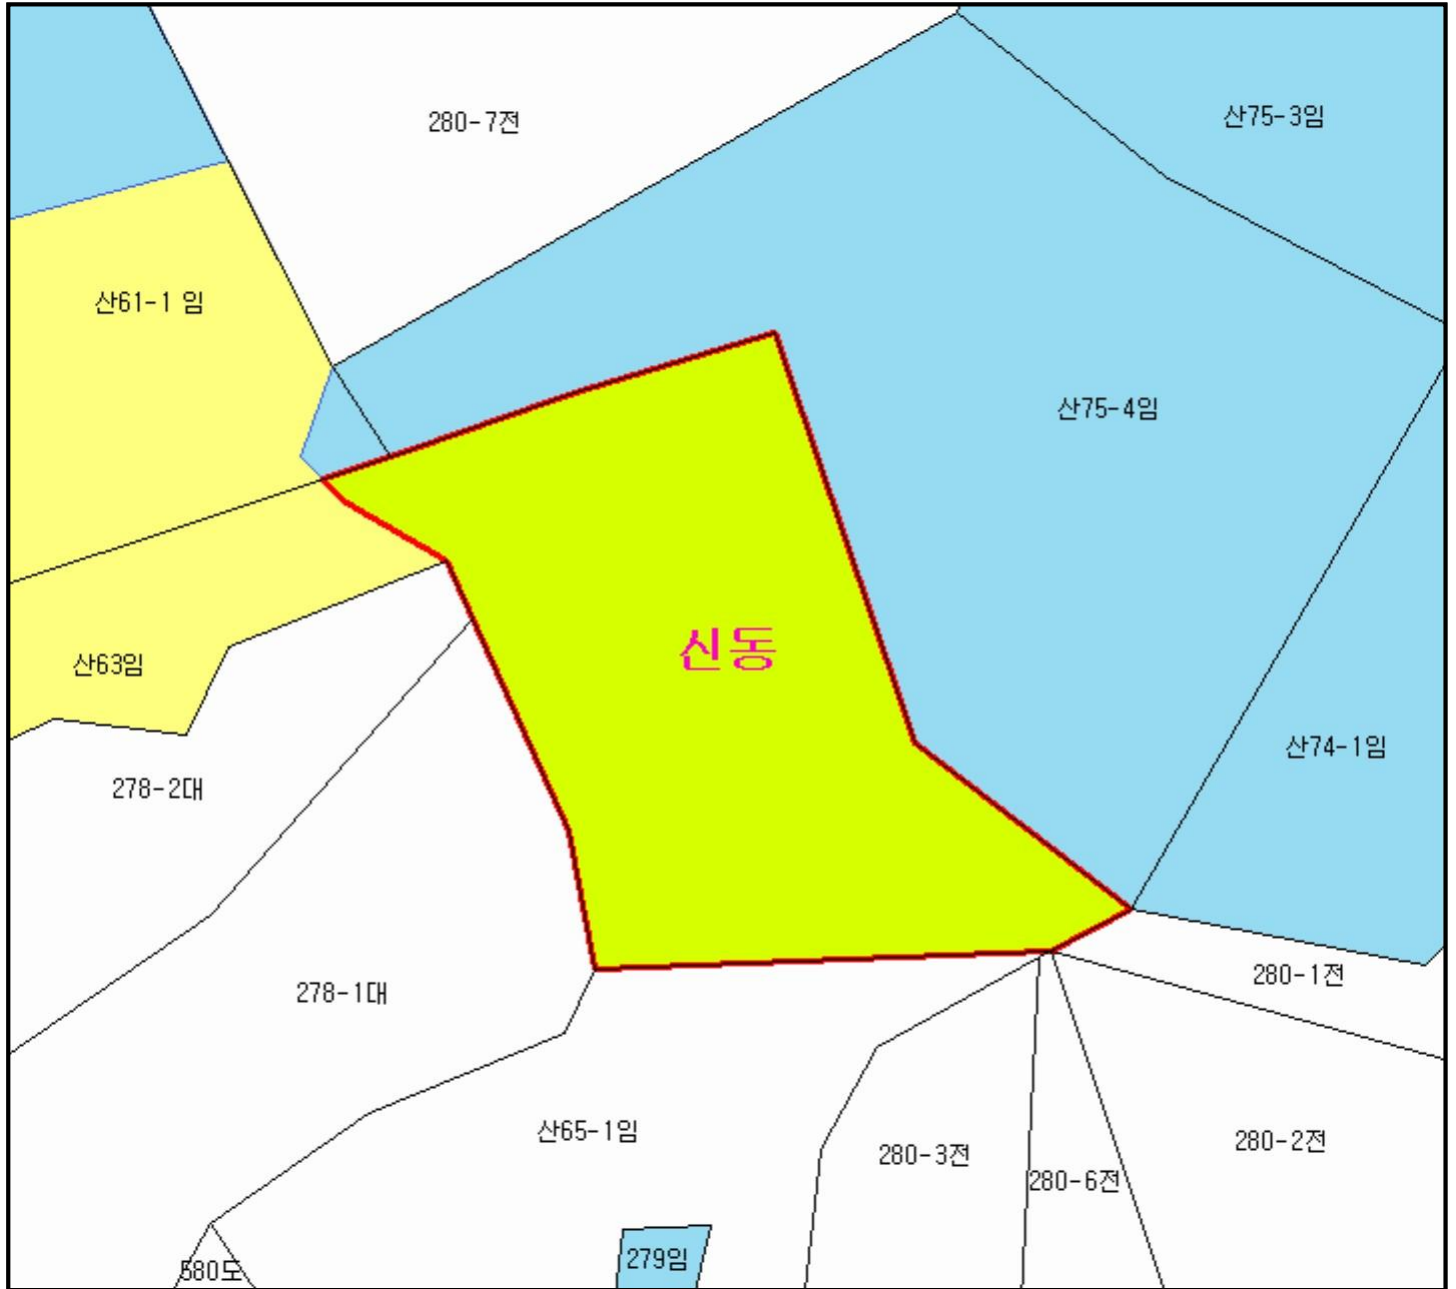 280-7전
산75-3임
산61-1 임
산75-4임
신동
산63임
산74-1임
278-2대
280-1전
278-1대
산65-1임
280-3전
280-2전
280-6전
279임
580도